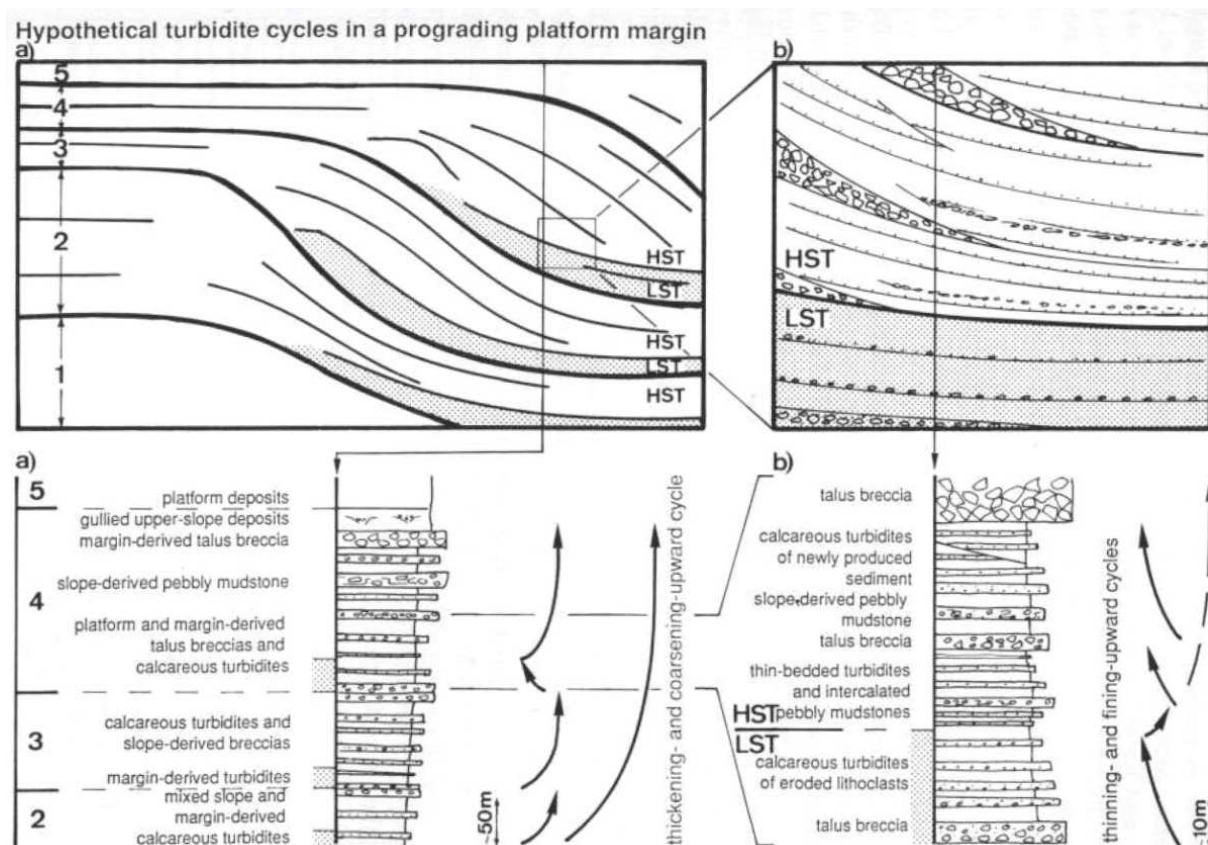 Hypothetical turbidite cycles in a prograding platform margin
a)
5
4
3
2
1
HST
LST
HST
LST
HST
b)
HST
LST
a)
5
platform deposits
gullied upper-slope deposits
margin-derived talus breccia
slope-derived pebbly mudstone
4
platform and margin-derived
talus breccias and
calcareous turbidites
3
calcareous turbidites and
slope-derived breccias
margin-derived turbidites
2
mixed slope and
margin-derived
calcareous turbidites
~50m
thickening- and coarsening-upward cycle
b)
talus breccia
calcareous turbidites
of newly produced
sediment
slope-derived pebbly
mudstone
talus breccia
thin-bedded turbidites
and intercalated
pebbly mudstones
HST
LST
calcareous turbidites
of eroded lithoclasts
talus breccia
thinning- and fining-upward cycles
~10m